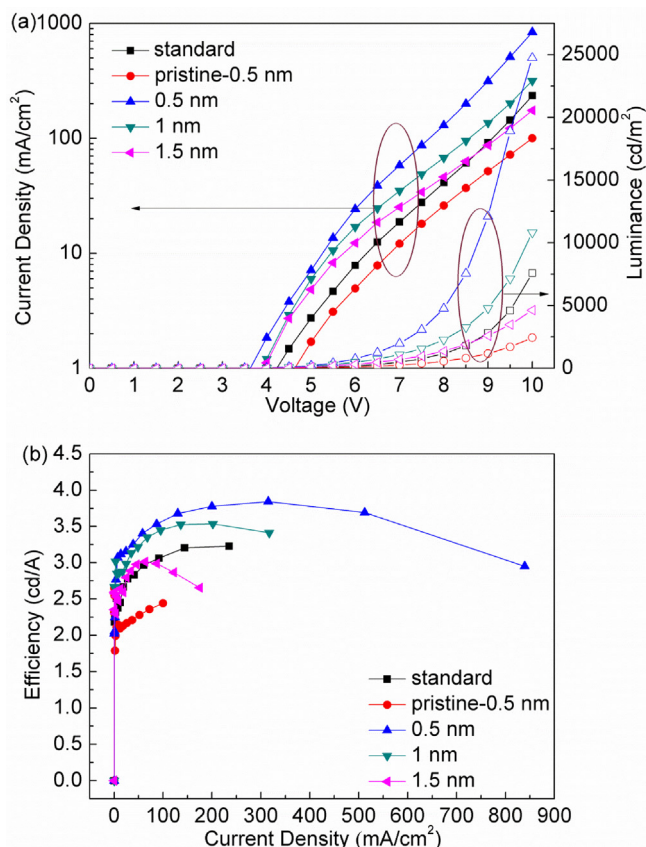 (a)
1000
100
10
1
Current Density (mA/cm²)
standard
pristine-0.5 nm
0.5 nm
1 nm
1.5 nm
25000
20000
15000
10000
5000
0
Luminance (cd/m²)
0 1 2 3 4 5 6 7 8 9 10
Voltage (V)
(b)
4.5
4.0
3.5
3.0
2.5
2.0
1.5
1.0
0.5
0.0
Efficiency (cd/A)
standard
pristine-0.5 nm
0.5 nm
1 nm
1.5 nm
0 100 200 300 400 500 600 700 800 900
Current Density (mA/cm²)